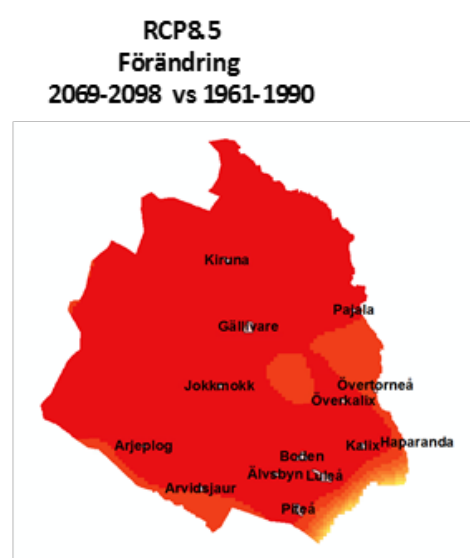 RCP8.5
Förändring
2069-2098 vs 1961-1990
Kiruna
Pajala
Gällivare
Jokkmokk
Övertorneå
Överkalix
Arjeplog
Kalix
Haparanda
Boden
Älvsbyn
Luleå
Arvidsjaur
Piteå